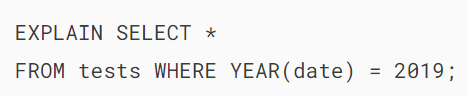 EXPLAIN SELECT *
FROM tests WHERE YEAR(date) = 2019;